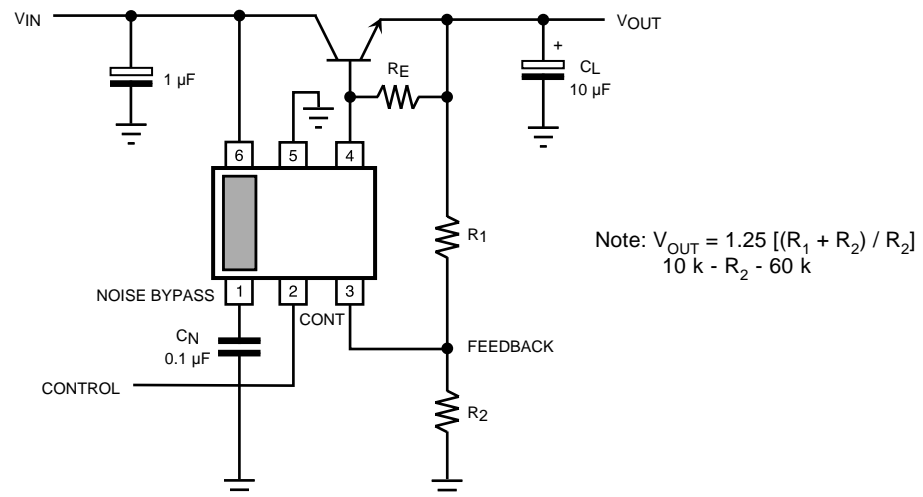 VIN
VOUT
1 µF
RE
+
CL
10 µF
6
5
4
R1
Note: VOUT = 1.25 [(R1 + R2) / R2]
10 k - R2 - 60 k
NOISE BYPASS
1
2
3
CONT
CN
0.1 µF
FEEDBACK
CONTROL
R2